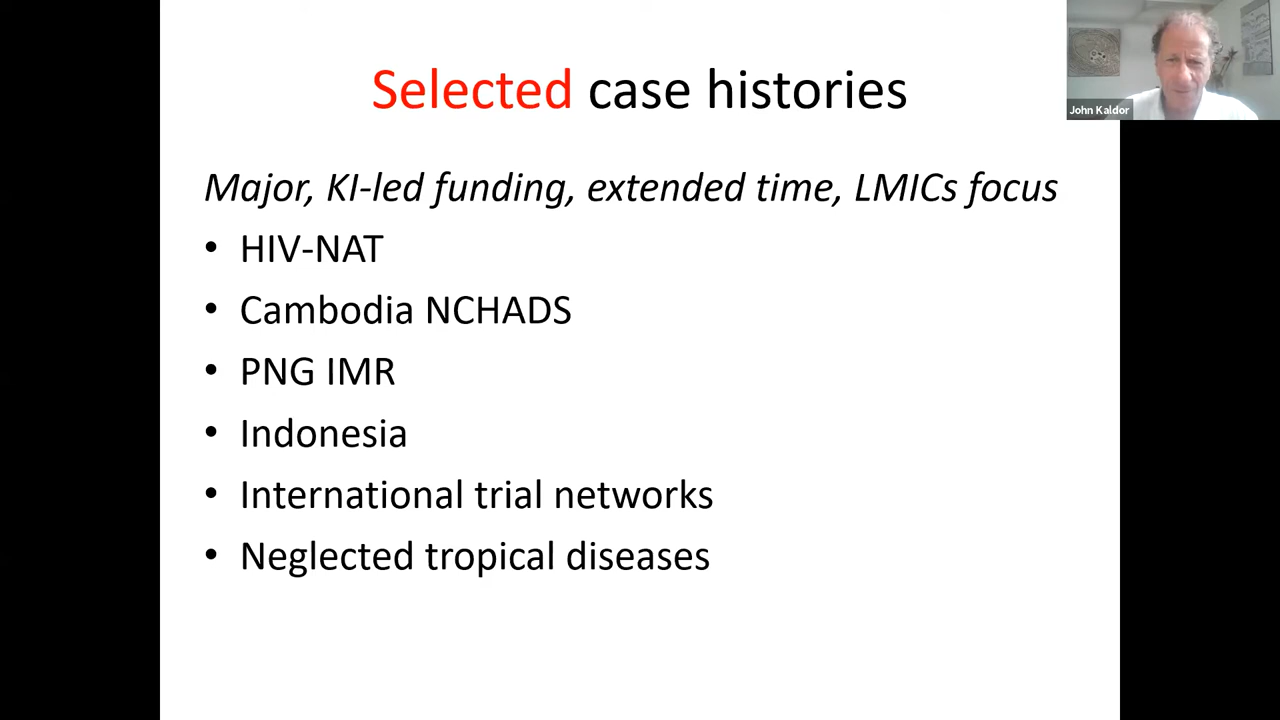 Selected case histories
John Kaldor
Major, KI-led funding, extended time, LMICs focus
• HIV-NAT
• Cambodia NCHADS
• PNG IMR
• Indonesia
• International trial networks
• Neglected tropical diseases